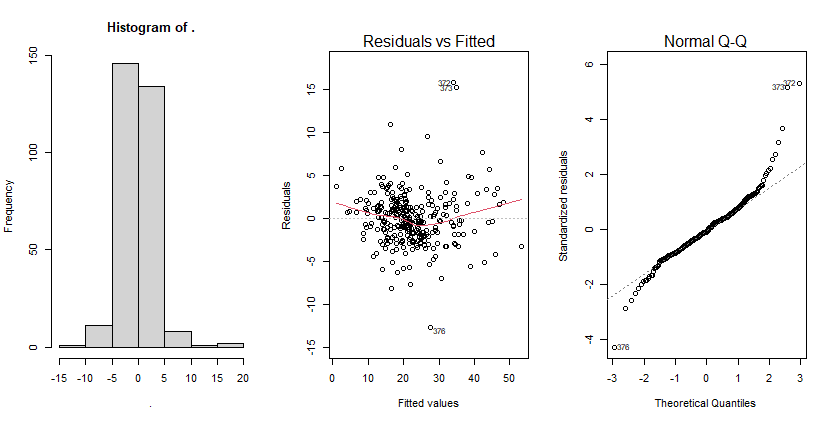 Histogram of .
Frequency
0
50
100
150
-15 -10 -5 0 5 10 15 20
.
Residuals vs Fitted
Residuals
-15
-10
-5
0
5
10
15
372
373
376
0 10 20 30 40 50
Fitted values
Normal Q-Q
Standardized residuals
-4
-2
0
2
4
6
372
373
376
-3 -2 -1 0 1 2 3
Theoretical Quantiles